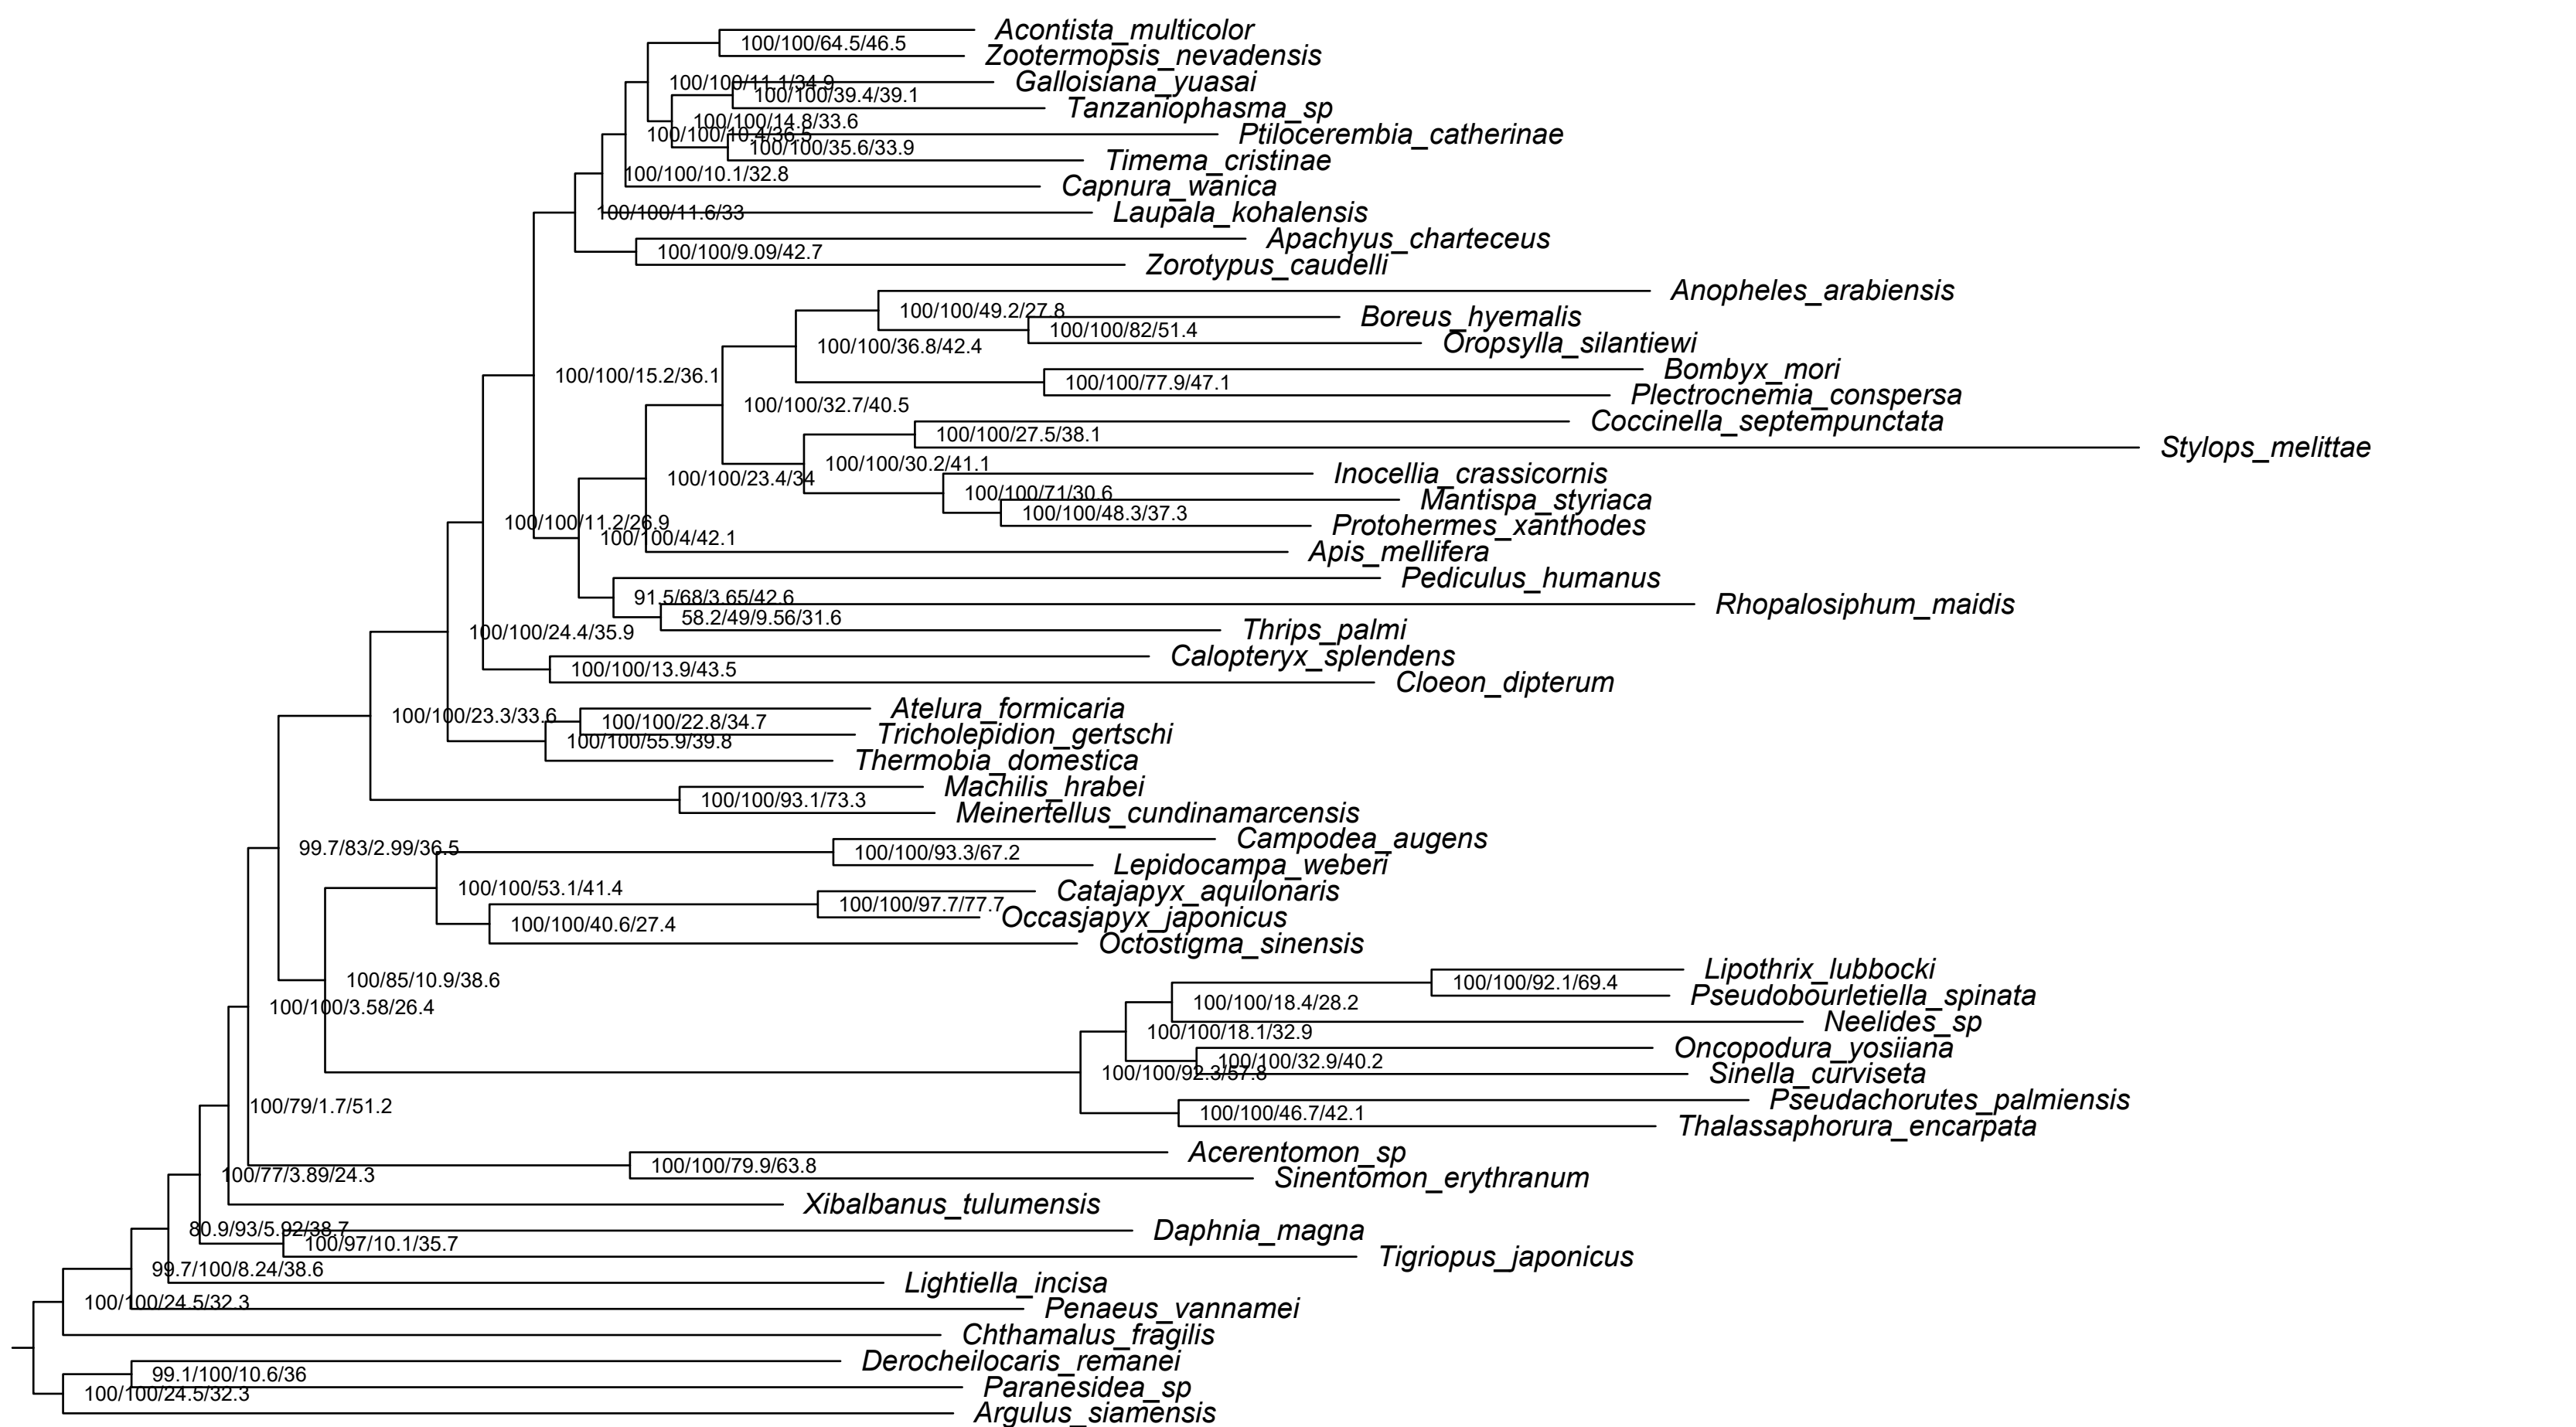 Acontista_multicolor
100/100/64.5/46.5
Zootermopsis_nevadensis
100/100/11.1/34.9
Galloisiana_yuasai
100/100/39.4/39.1
Tanzaniophasma_sp
100/100/14.8/33.6
100/100/10.4/36.5
Ptilocerembia_catherinae
100/100/35.6/33.9
Timema_cristinae
100/100/10.1/32.8
Capnura_wanica
100/100/11.6/33
Laupala_kohalensis
Apachyus_charteceus
100/100/9.09/42.7
Zorotypus_caudelli
Anopheles_arabiensis
100/100/49.2/27.8
Boreus_hyemalis
100/100/82/51.4
Oropsylla_silantiewi
100/100/36.8/42.4
Bombyx_mori
100/100/15.2/36.1
100/100/77.9/47.1
Plectrocnemia_conspersa
100/100/32.7/40.5
Coccinella_septempunctata
100/100/27.5/38.1
Stylops_melittae
100/100/30.2/41.1
Inocellia_crassicornis
100/100/23.4/34
100/100/71/30.6
Mantispa_styriaca
100/100/48.3/37.3
Protohermes_xanthodes
100/100/11.2/26.9
100/100/4/42.1
Apis_mellifera
Pediculus_humanus
91.5/68/3.65/42.6
Rhopalosiphum_maidis
58.2/49/9.56/31.6
Thrips_palmi
100/100/24.4/35.9
Calopteryx_splendens
100/100/13.9/43.5
Cloeon_dipterum
Atelura_formicaria
100/100/23.3/33.6
100/100/22.8/34.7
Tricholepidion_gertschi
100/100/55.9/39.8
Thermobia_domestica
Machilis_hrabei
100/100/93.1/73.3
Meinertellus_cundinamarcensis
Campodea_augens
99.7/83/2.99/36.5
100/100/93.3/67.2
Lepidocampa_weberi
100/100/53.1/41.4
Catajapyx_aquilonaris
100/100/97.7/77.7
Occasjapyx_japonicus
100/100/40.6/27.4
Octostigma_sinensis
Lipothrix_lubbocki
100/85/10.9/38.6
100/100/92.1/69.4
Pseudobourletiella_spinata
100/100/3.58/26.4
100/100/18.4/28.2
Neelides_sp
100/100/18.1/32.9
Oncopodura_yosiiana
100/100/32.9/40.2
100/100/92.3/57.8
Sinella_curviseta
Pseudachorutes_palmiensis
100/79/1.7/51.2
100/100/46.7/42.1
Thalassaphorura_encarpata
Acerentomon_sp
100/100/79.9/63.8
100/77/3.89/24.3
Sinentomon_erythranum
Xibalbanus_tulumensis
80.9/93/5.92/38.7
Daphnia_magna
100/97/10.1/35.7
Tigriopus_japonicus
99.7/100/8.24/38.6
Lightiella_incisa
100/100/24.5/32.3
Penaeus_vannamei
Chthamalus_fragilis
Derocheilocaris_remanei
99.1/100/10.6/36
Paranesidea_sp
100/100/24.5/32.3
Argulus_siamensis